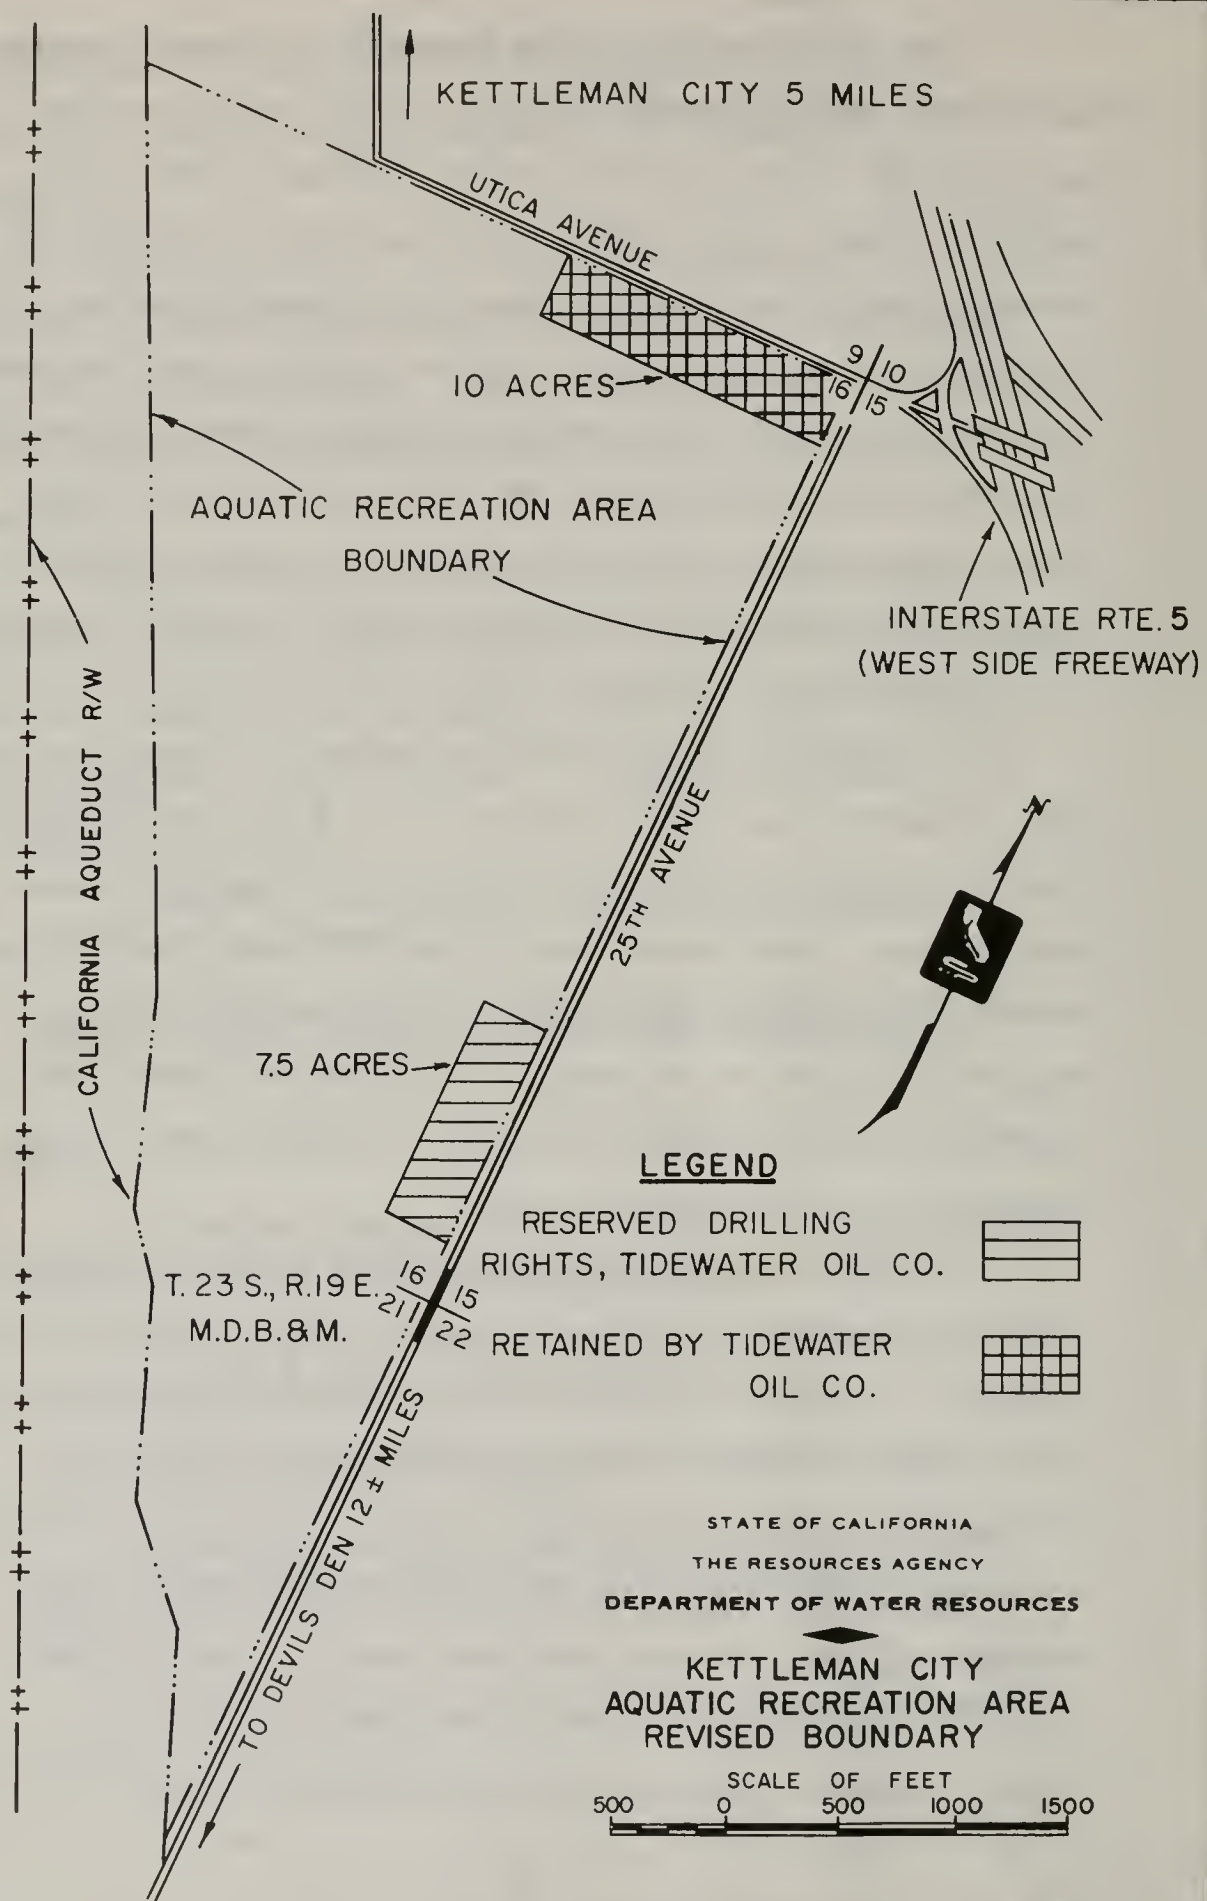 KETTLEMAN CITY 5 MILES
UTICA AVENUE
9 10
16 15
10 ACRES
AQUATIC RECREATION AREA
BOUNDARY
INTERSTATE RTE. 5
(WEST SIDE FREEWAY)
CALIFORNIA AQUEDUCT R/W
25TH AVENUE
N
7.5 ACRES
LEGEND
RESERVED DRILLING
RIGHTS, TIDEWATER OIL CO.
T. 23 S., R.19 E.
M.D.B.&M.
16 15
21 22
RETAINED BY TIDEWATER
OIL CO.
TO DEVILS DEN 12 ± MILES
STATE OF CALIFORNIA
THE RESOURCES AGENCY
DEPARTMENT OF WATER RESOURCES
KETTLEMAN CITY
AQUATIC RECREATION AREA
REVISED BOUNDARY
SCALE OF FEET
500 0 500 1000 1500